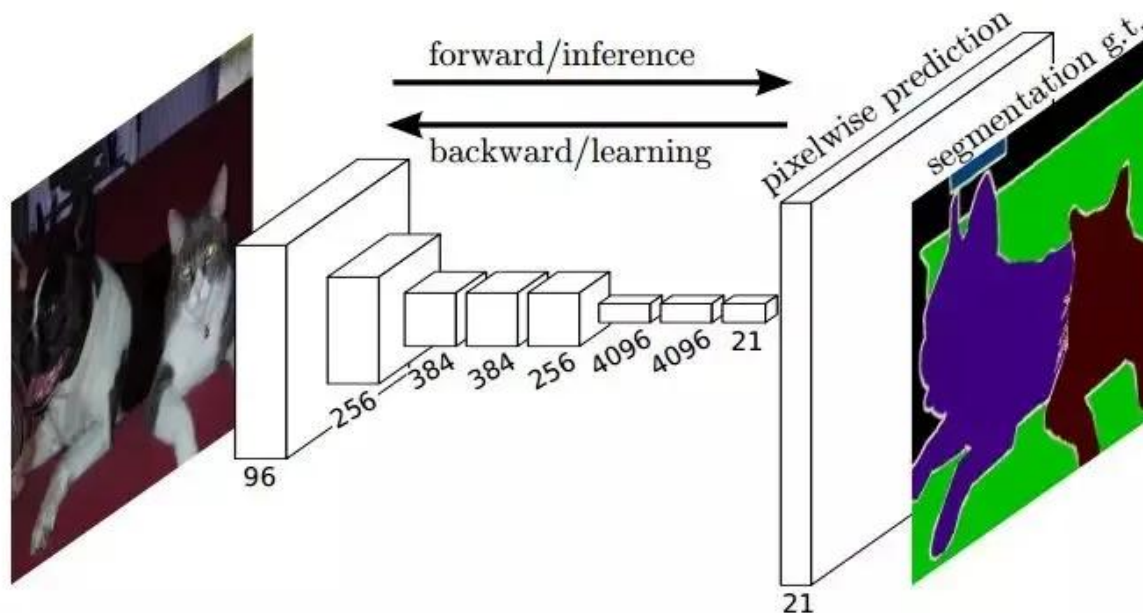 forward/inference
backward/learning
pixelwise prediction
segmentation g.t.
96
256
384
384
256
4096
4096
21
21